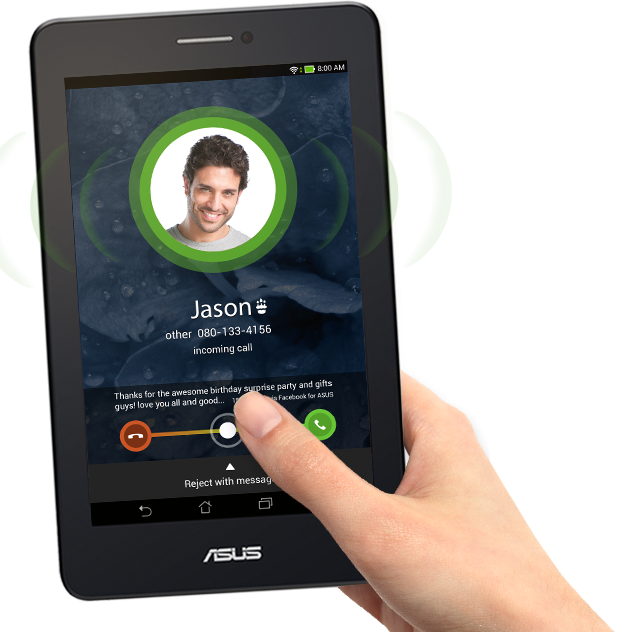 8:00 AM
Jason
other 080-133-4156
incoming call
Thanks for the awesome birthday surprise party and gifts
guys! love you all and good... Facebook for ASUS
Reject with
ASUS